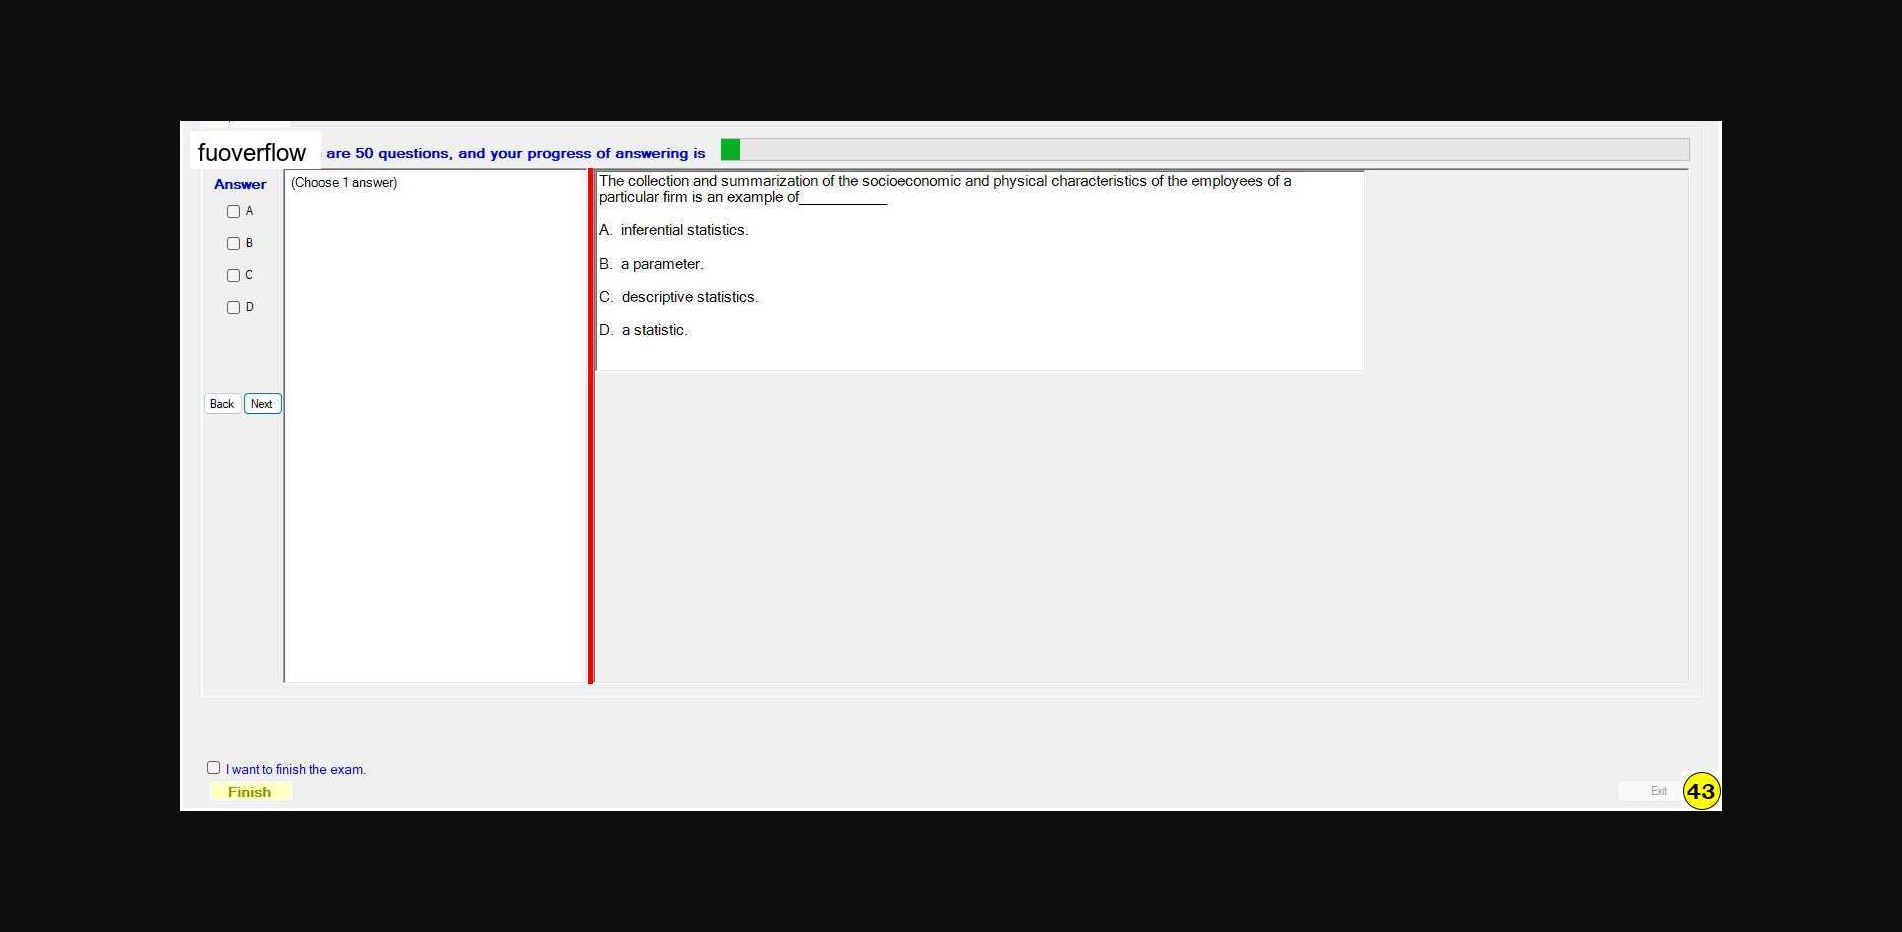 fuoverflow are 50 questions, and your progress of answering is
Answer
(Choose 1 answer)
A
B
C
D
Back Next
The collection and summarization of the socioeconomic and physical characteristics of the employees of a
particular firm is an example of___________
A. inferential statistics.
B. a parameter.
C. descriptive statistics.
D. a statistic.
I want to finish the exam.
Finish
Exit
43